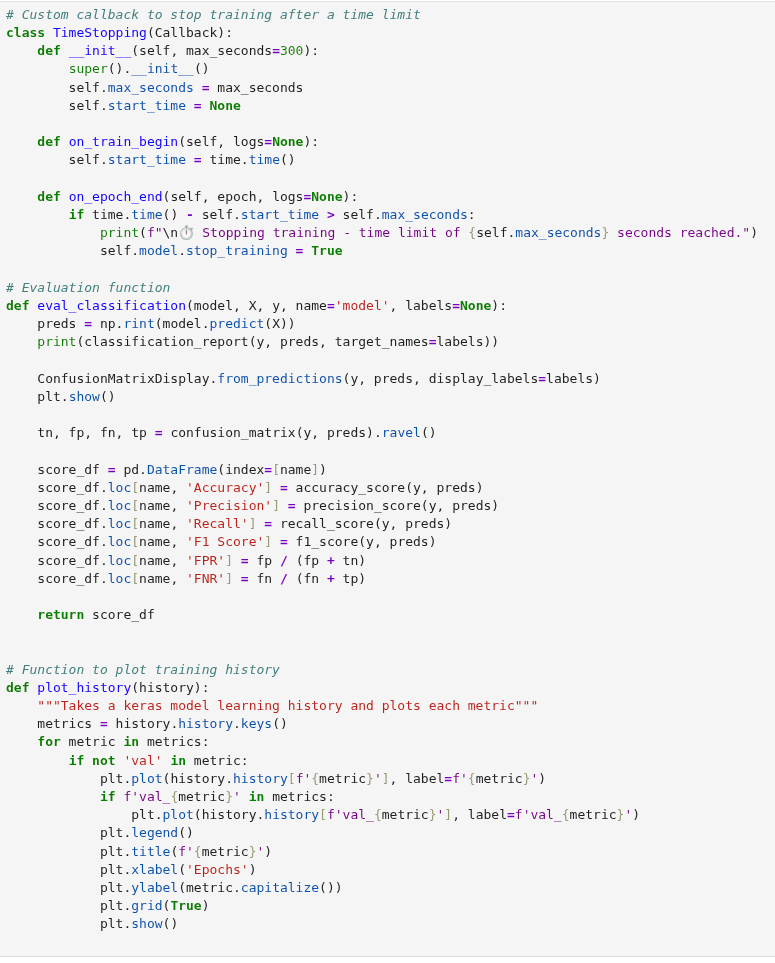 # Custom callback to stop training after a time limit
class TimeStopping(Callback):
    def __init__(self, max_seconds=300):
        super().__init__()
        self.max_seconds = max_seconds
        self.start_time = None

    def on_train_begin(self, logs=None):
        self.start_time = time.time()

    def on_epoch_end(self, epoch, logs=None):
        if time.time() - self.start_time > self.max_seconds:
            print(f"\n⏱️ Stopping training - time limit of {self.max_seconds} seconds reached.")
            self.model.stop_training = True

# Evaluation function
def eval_classification(model, X, y, name='model', labels=None):
    preds = np.rint(model.predict(X))
    print(classification_report(y, preds, target_names=labels))

    ConfusionMatrixDisplay.from_predictions(y, preds, display_labels=labels)
    plt.show()

    tn, fp, fn, tp = confusion_matrix(y, preds).ravel()

    score_df = pd.DataFrame(index=[name])
    score_df.loc[name, 'Accuracy'] = accuracy_score(y, preds)
    score_df.loc[name, 'Precision'] = precision_score(y, preds)
    score_df.loc[name, 'Recall'] = recall_score(y, preds)
    score_df.loc[name, 'F1 Score'] = f1_score(y, preds)
    score_df.loc[name, 'FPR'] = fp / (fp + tn)
    score_df.loc[name, 'FNR'] = fn / (fn + tp)

    return score_df


# Function to plot training history
def plot_history(history):
    """Takes a keras model learning history and plots each metric"""
    metrics = history.history.keys()
    for metric in metrics:
        if not 'val' in metric:
            plt.plot(history.history[f'{metric}'], label=f'{metric}')
            if f'val_{metric}' in metrics:
                plt.plot(history.history[f'val_{metric}'], label=f'val_{metric}')
            plt.legend()
            plt.title(f'{metric}')
            plt.xlabel('Epochs')
            plt.ylabel(metric.capitalize())
            plt.grid(True)
            plt.show()